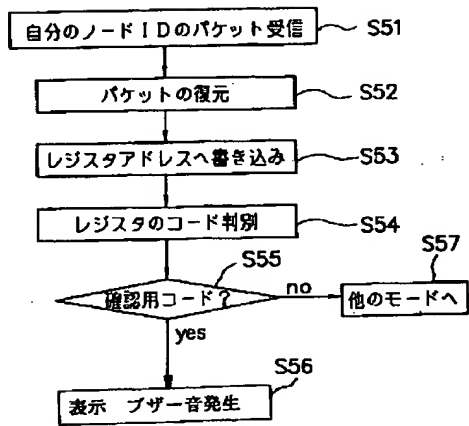 自分のノードIDのパケット受信 S51
パケットの復元 S52
レジスタアドレスへ書き込み S53
レジスタのコード判別 S54
S55
S57
確認用コード?
no
他のモードへ
yes
S56
表示 ブザー音発生